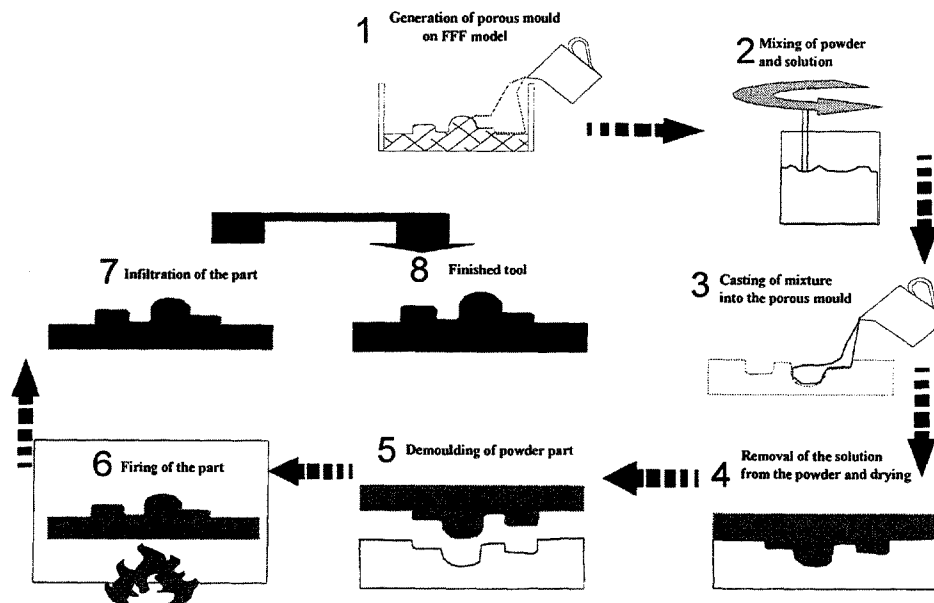 1 Generation of porous mould
on FFF model
2 Mixing of powder
and solution
3 Casting of mixture
into the porous mould
4 Removal of the solution
from the powder and drying
5 Demoulding of powder part
6 Firing of the part
7 Infiltration of the part
8 Finished tool